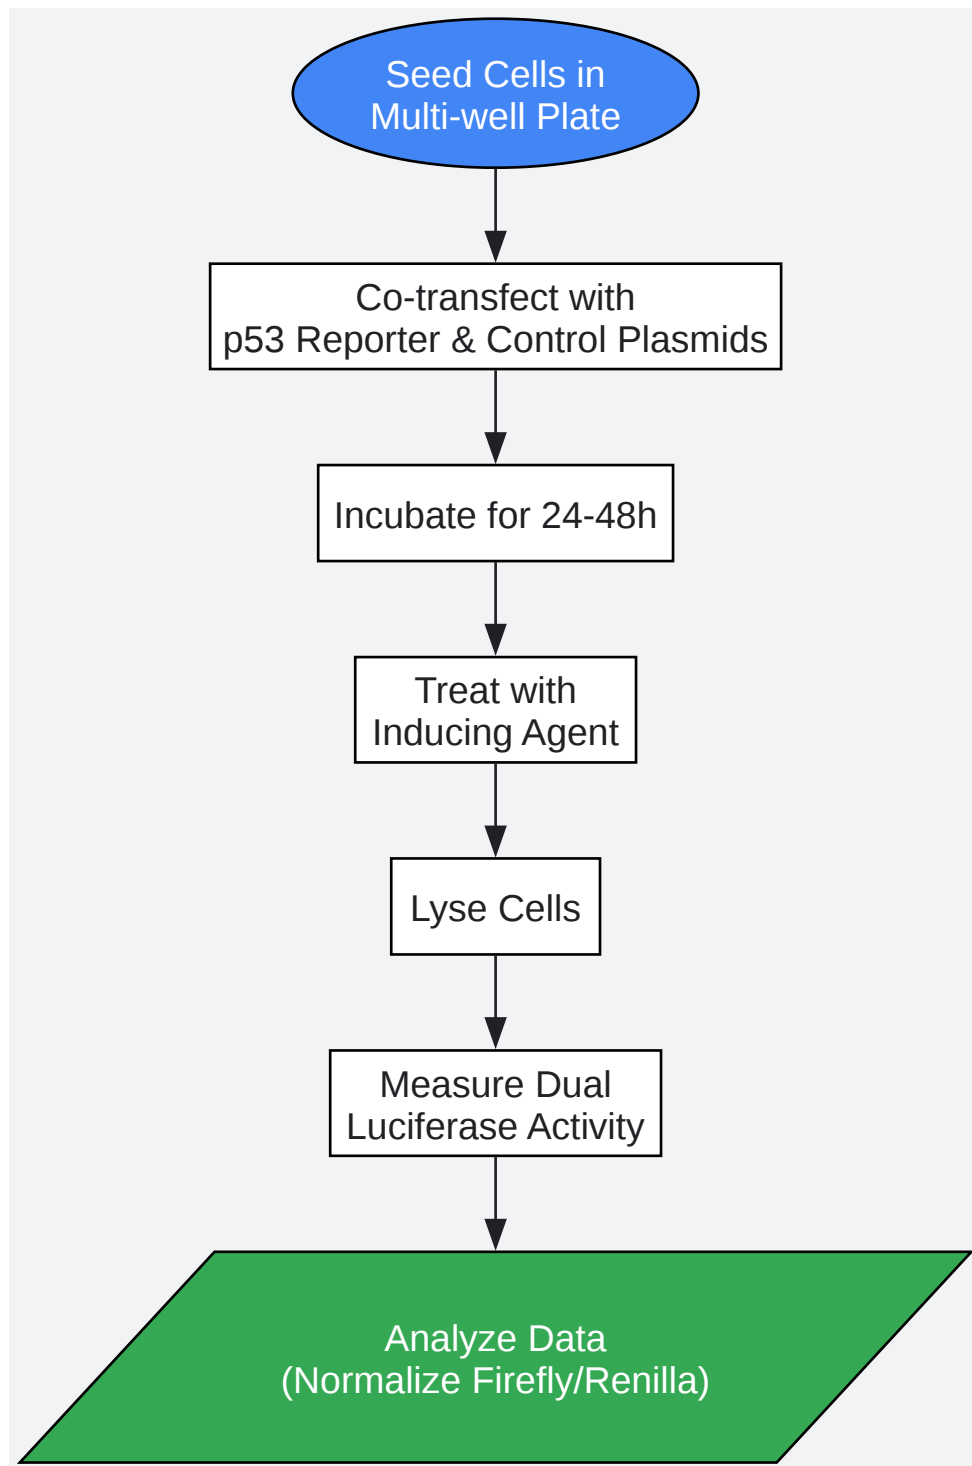 Seed Cells in
Multi-well Plate
Co-transfect with
p53 Reporter & Control Plasmids
Incubate for 24-48h
Treat with
Inducing Agent
Lyse Cells
Measure Dual
Luciferase Activity
Analyze Data
(Normalize Firefly/Renilla)